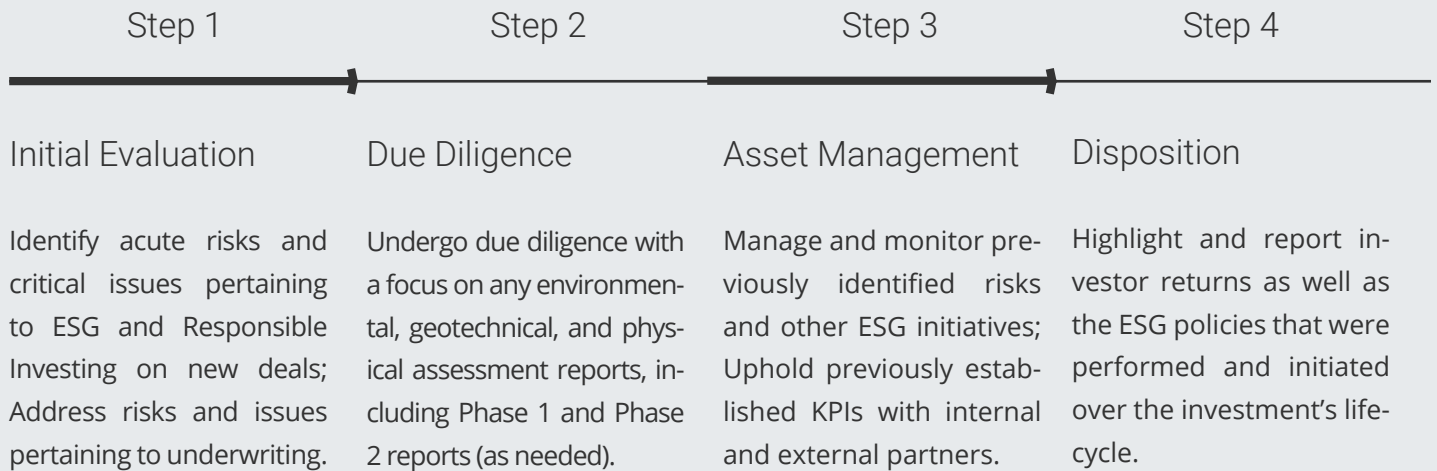 Step 1
Step 2
Step 3
Step 4
Initial Evaluation
Identify acute risks and
critical issues pertaining
to ESG and Responsible
Investing on new deals;
Address risks and issues
pertaining to underwriting.
Due Diligence
Undergo due diligence with
a focus on any environmen-
tal, geotechnical, and phys-
ical assessment reports, in-
cluding Phase 1 and Phase
2 reports (as needed).
Asset Management
Manage and monitor pre-
viously identified risks
and other ESG initiatives;
Uphold previously estab-
lished KPIs with internal
and external partners.
Disposition
Highlight and report in-
vestor returns as well as
the ESG policies that were
performed and initiated
over the investment’s life-
cycle.